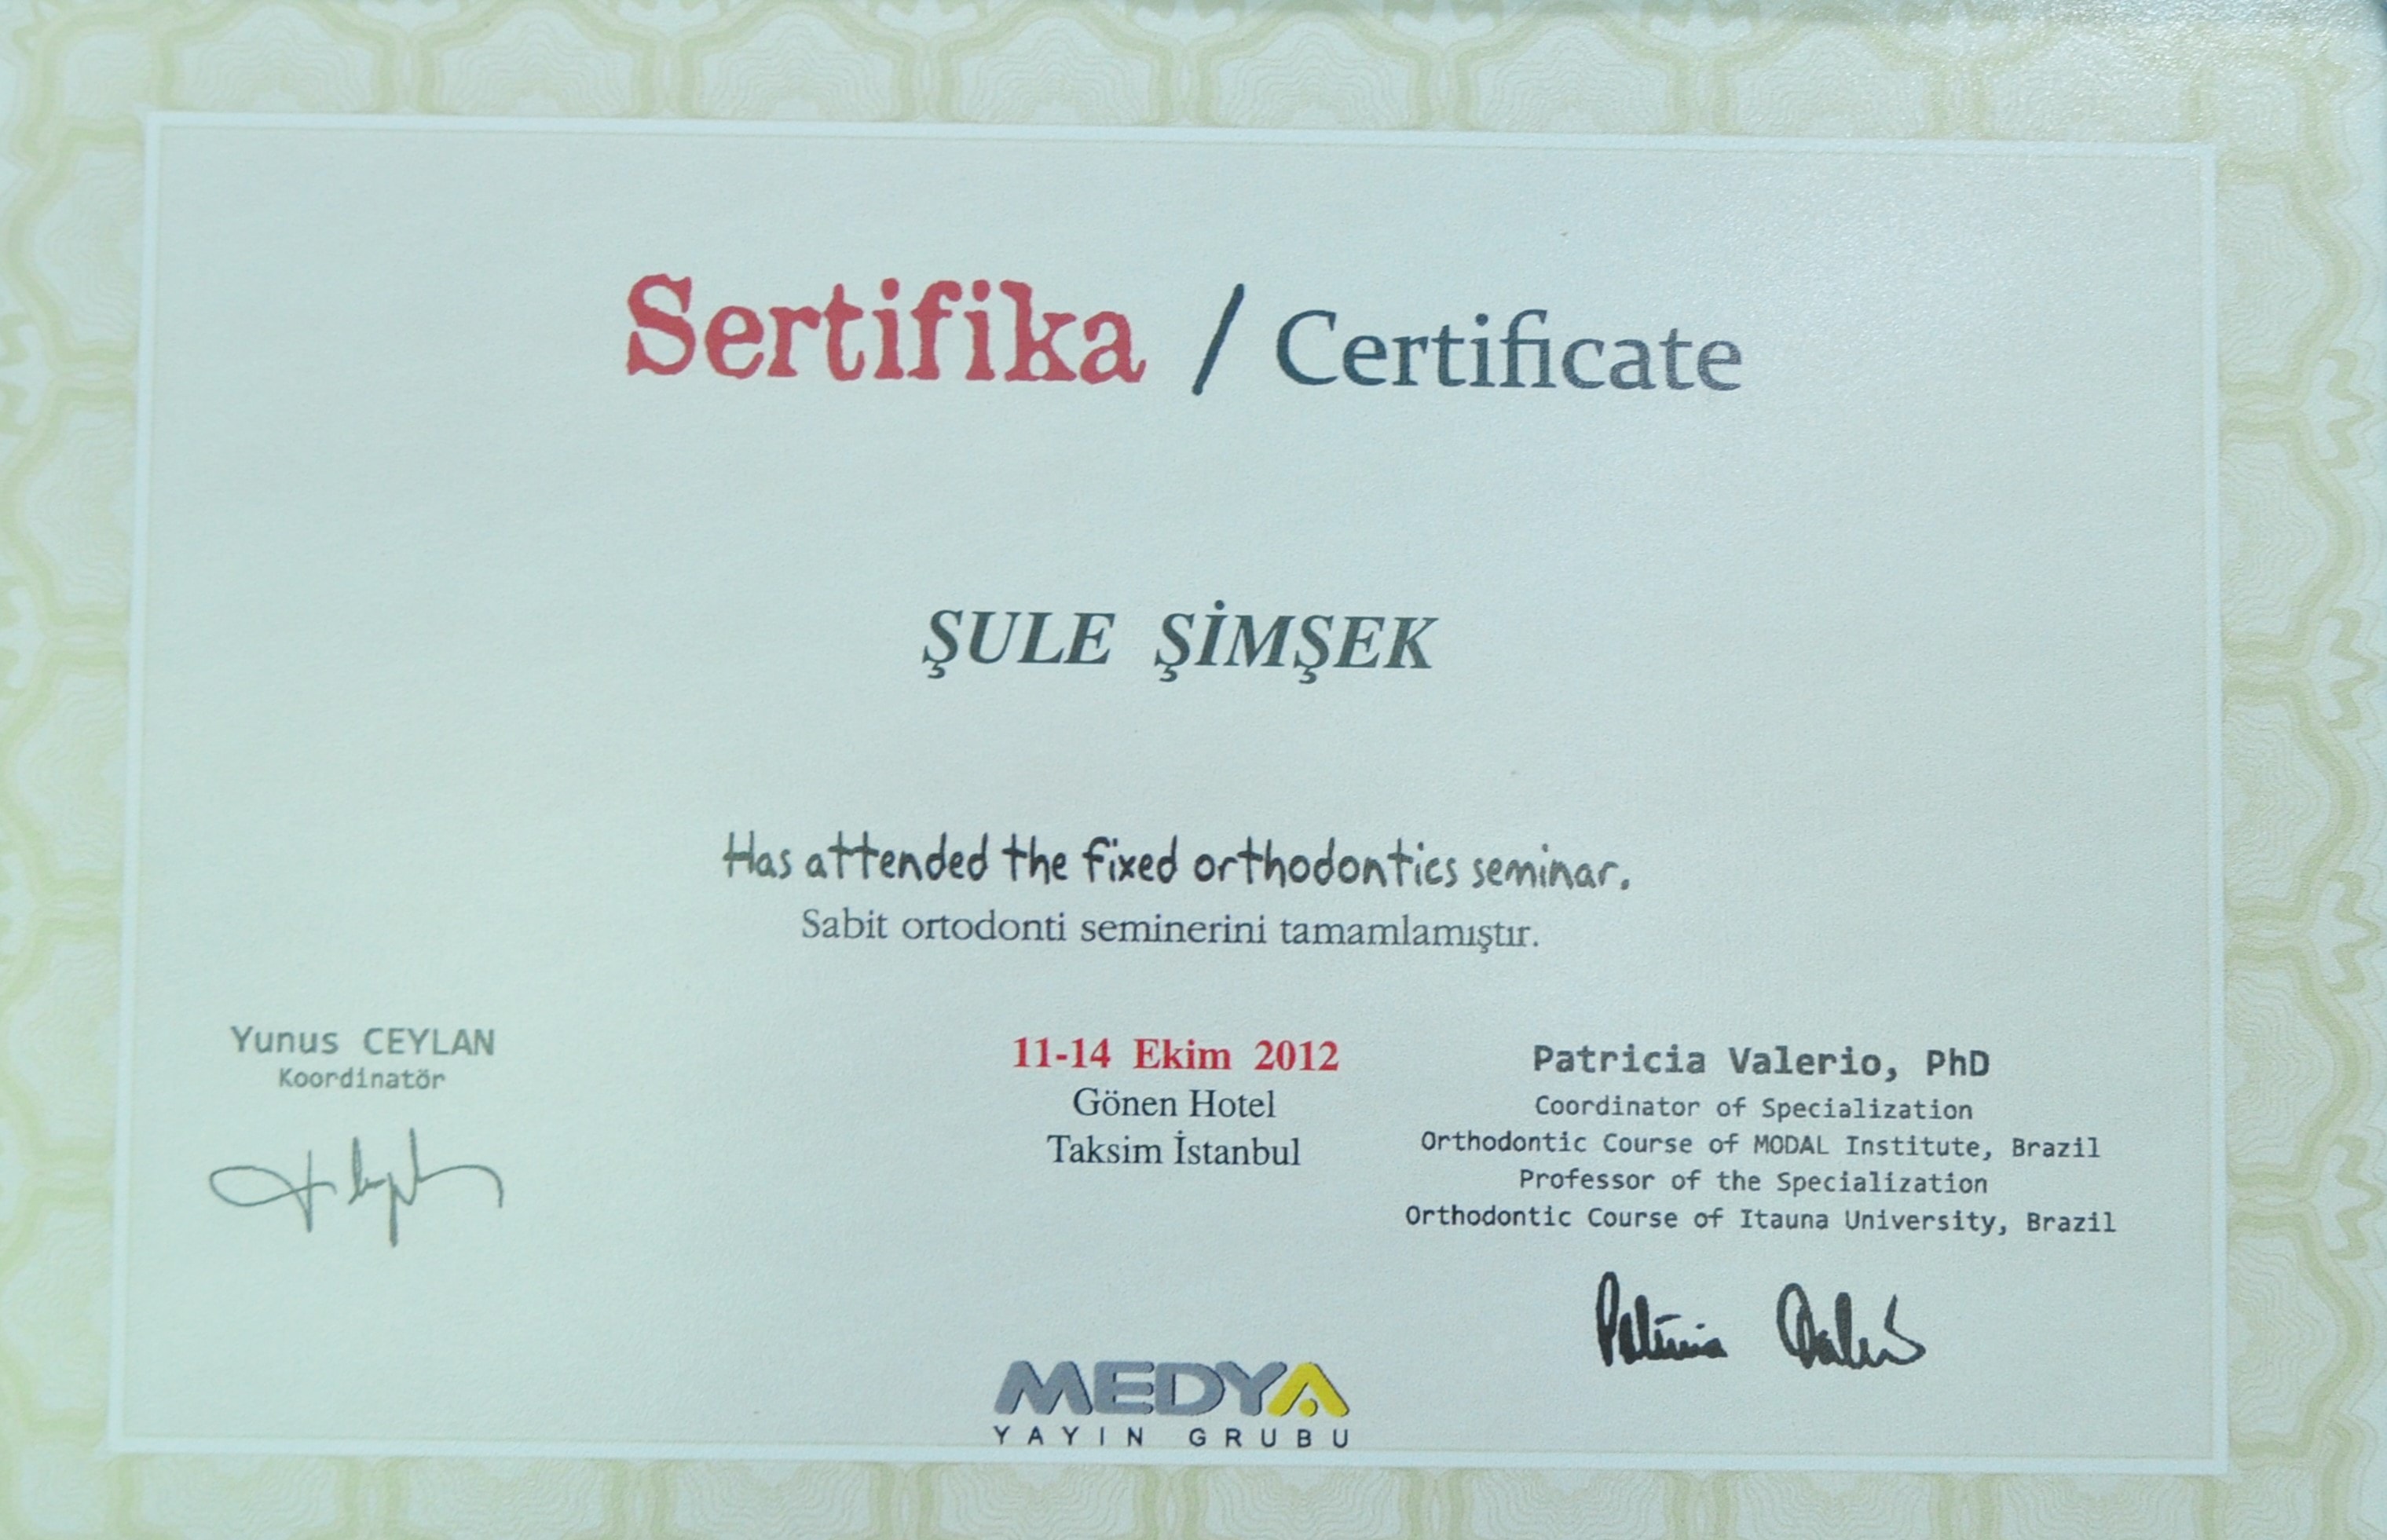 Sertifika / Certificate
ŞULE ŞİMŞEK
Has attended the fixed orthodontics seminar.
Sabit ortodonti seminerini tamamlamıştır.
Yunus CEYLAN
Koordinatör
11-14 Ekim 2012
Gönen Hotel
Taksim İstanbul
Patricia Valerio, PhD
Coordinator of Specialization
Orthodontic Course of MODAL Institute, Brazil
Professor of the Specialization
Orthodontic Course of Itauna University, Brazil
MEDYA
YAYIN GRUBU